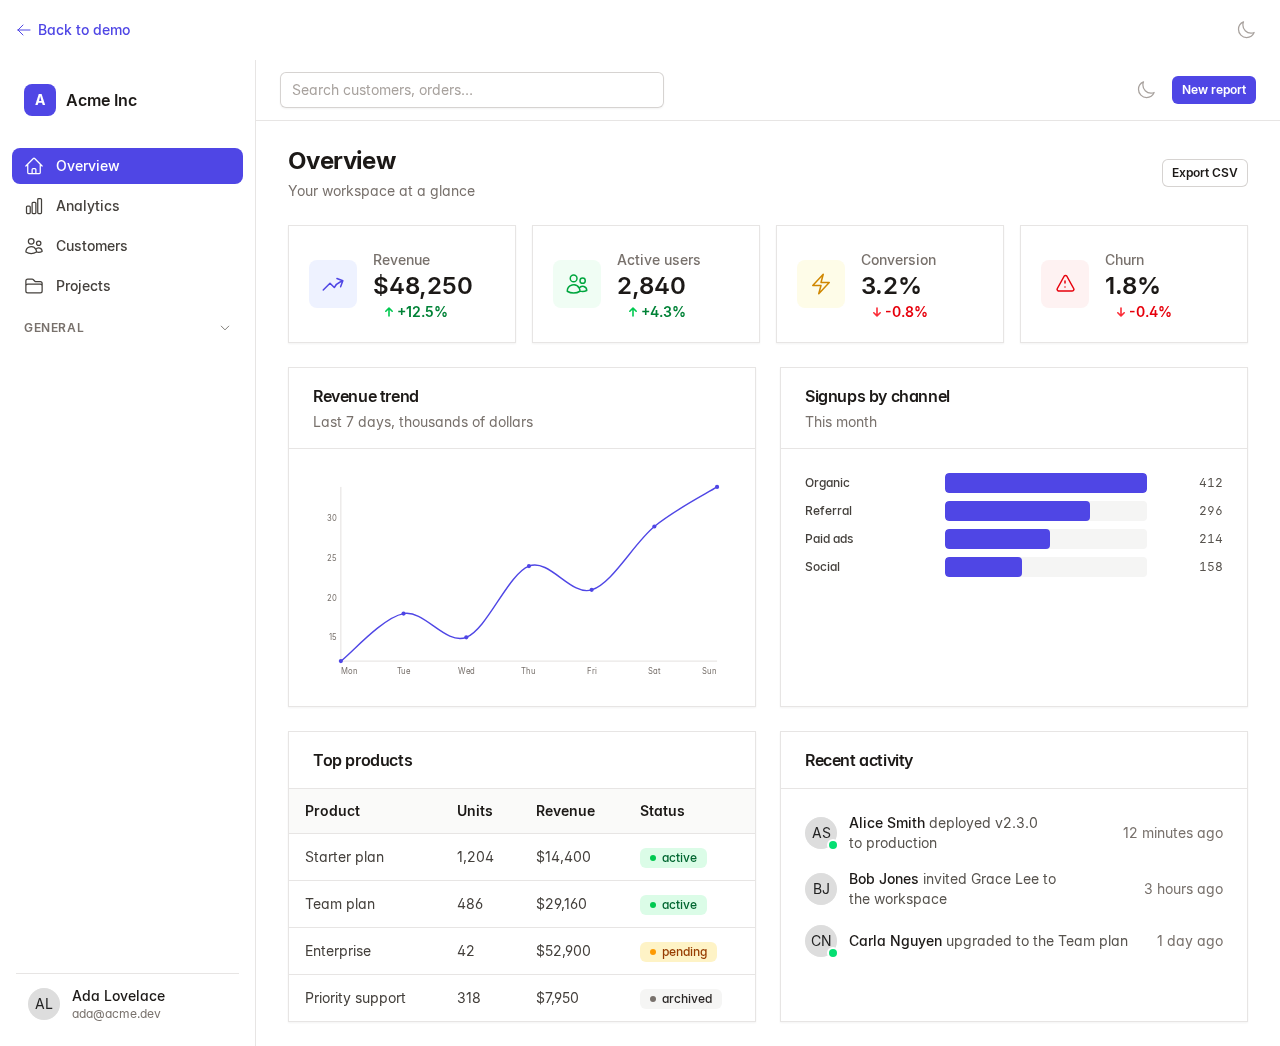 Back to demo
A Acme Inc
Search customers, orders...
New report
Overview
Analytics
Customers
Projects
GENERAL
Overview
Your workspace at a glance
Export CSV
Revenue
$48,250
+12.5%
Active users
2,840
+4.3%
Conversion
3.2%
-0.8%
Churn
1.8%
-0.4%
Revenue trend
Last 7 days, thousands of dollars
30
25
20
15
Mon Tue Wed Thu Fri Sat Sun
Signups by channel
This month
Organic 412
Referral 296
Paid ads 214
Social 158
Top products
Product Units Revenue Status
Starter plan 1,204 $14,400 active
Team plan 486 $29,160 active
Enterprise 42 $52,900 pending
Priority support 318 $7,950 archived
Recent activity
AS Alice Smith deployed v2.3.0 12 minutes ago
to production
BJ Bob Jones invited Grace Lee to 3 hours ago
the workspace
CN Carla Nguyen upgraded to the Team plan 1 day ago
AL Ada Lovelace
ada@acme.dev